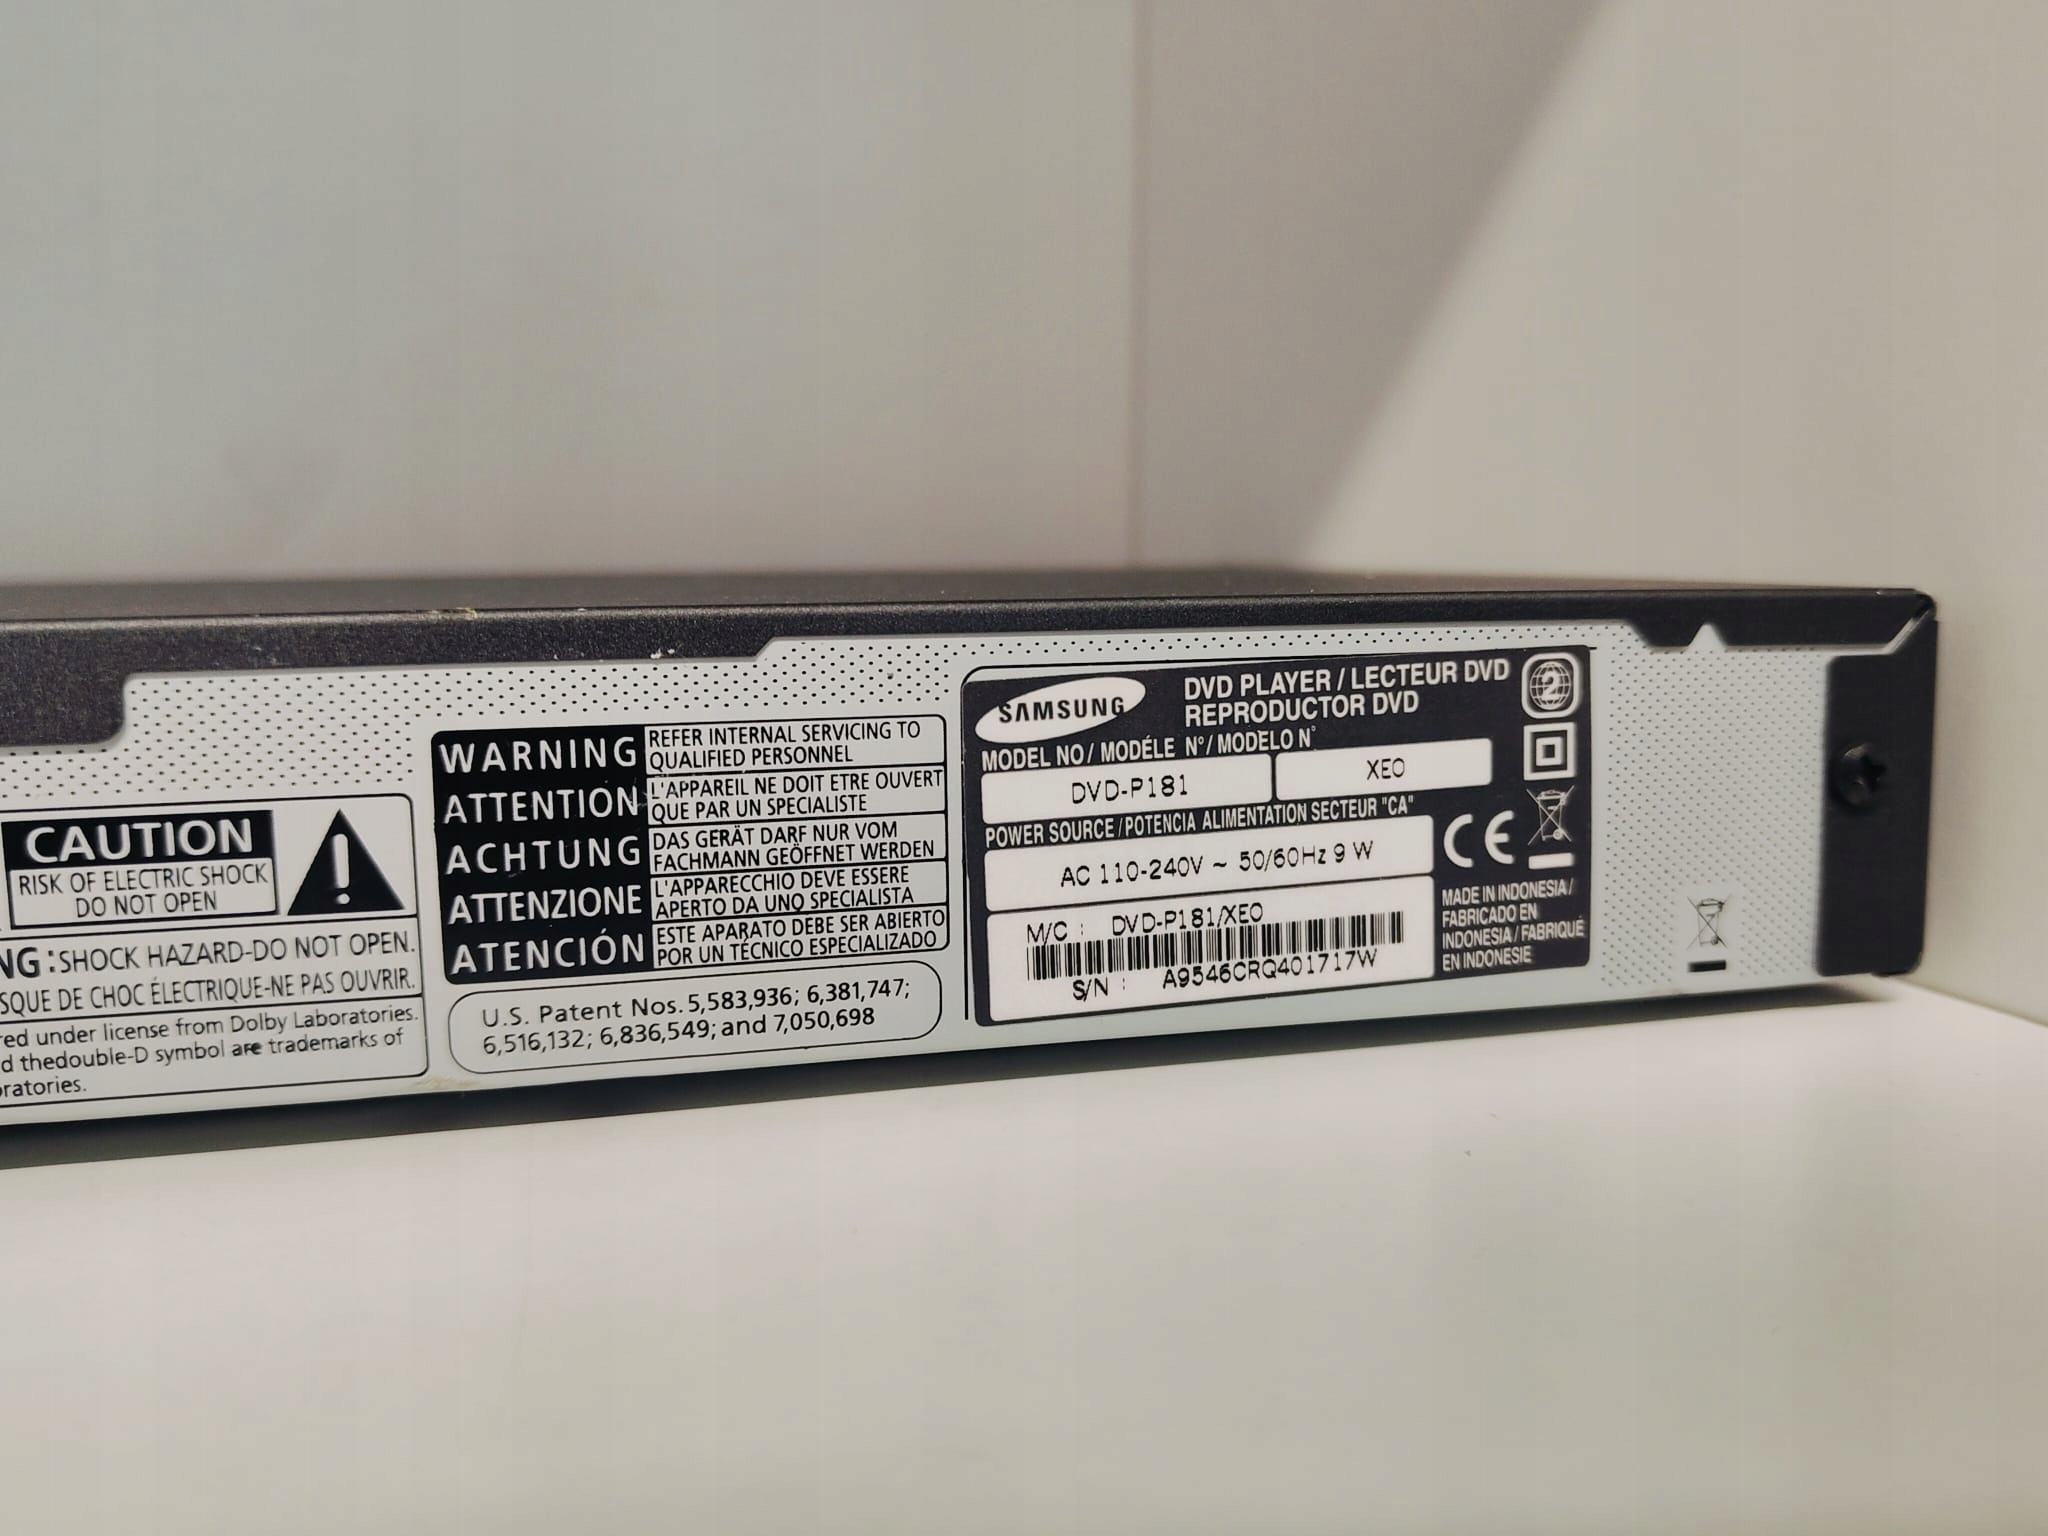 CAUTION
RISK OF ELECTRIC SHOCK
DO NOT OPEN
NG : SHOCK HAZARD-DO NOT OPEN.
SQUE DE CHOC ÉLECTRIQUE-NE PAS OUVRIR.
red under license from Dolby Laboratories.
d thedouble-D symbol are trademarks of
oratories.
WARNING
REFER INTERNAL SERVICING TO
QUALIFIED PERSONNEL
ATTENTION
L'APPAREIL NE DOIT ETRE OUVERT
QUE PAR UN SPECIALISTE
ACHTUNG
DAS GERÄT DARF NUR VOM
FACHMANN GEÖFFNET WERDEN
ATTENZIONE
L'APPARECCHIO DEVE ESSERE
APERTO DA UNO SPECIALISTA
ATENCIÓN
ESTE APARATO DEBE SER ABIERTO
POR UN TÉCNICO ESPECIALIZADO
U.S. Patent Nos. 5,583,936; 6,381,747;
6,516,132; 6,836,549; and 7,050,698
SAMSUNG
DVD PLAYER / LECTEUR DVD
REPRODUCTOR DVD
2
MODEL NO / MODÉLE N° / MODELO N°
DVD-P181
XEO
POWER SOURCE / POTENCIA ALIMENTATION SECTEUR "CA"
AC 110-240V ~ 50/60Hz 9 W
CE
M/C : DVD-P181/XEO
S/N : A9546CRQ401717W
MADE IN INDONESIA /
FABRICADO EN
INDONESIA / FABRIQUÉ
EN INDONESIE